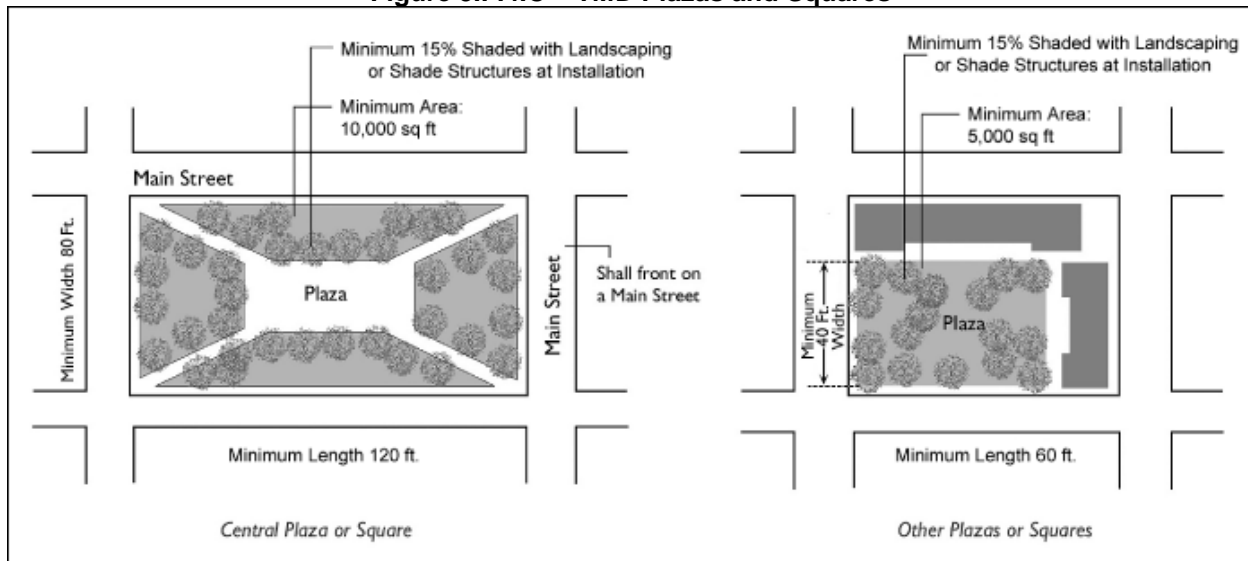 Minimum 15% Shaded with Landscaping
or Shade Structures at Installation
Minimum Area:
10,000 sq ft
Main Street
Minimum Width 80 Ft.
Plaza
Main Street
Shall front on
a Main Street
Minimum Length 120 ft.
Central Plaza or Square
Minimum 15% Shaded with Landscaping
or Shade Structures at Installation
Minimum Area:
5,000 sq ft
Minimum
40 Ft.
Width
Plaza
Minimum Length 60 ft.
Other Plazas or Squares